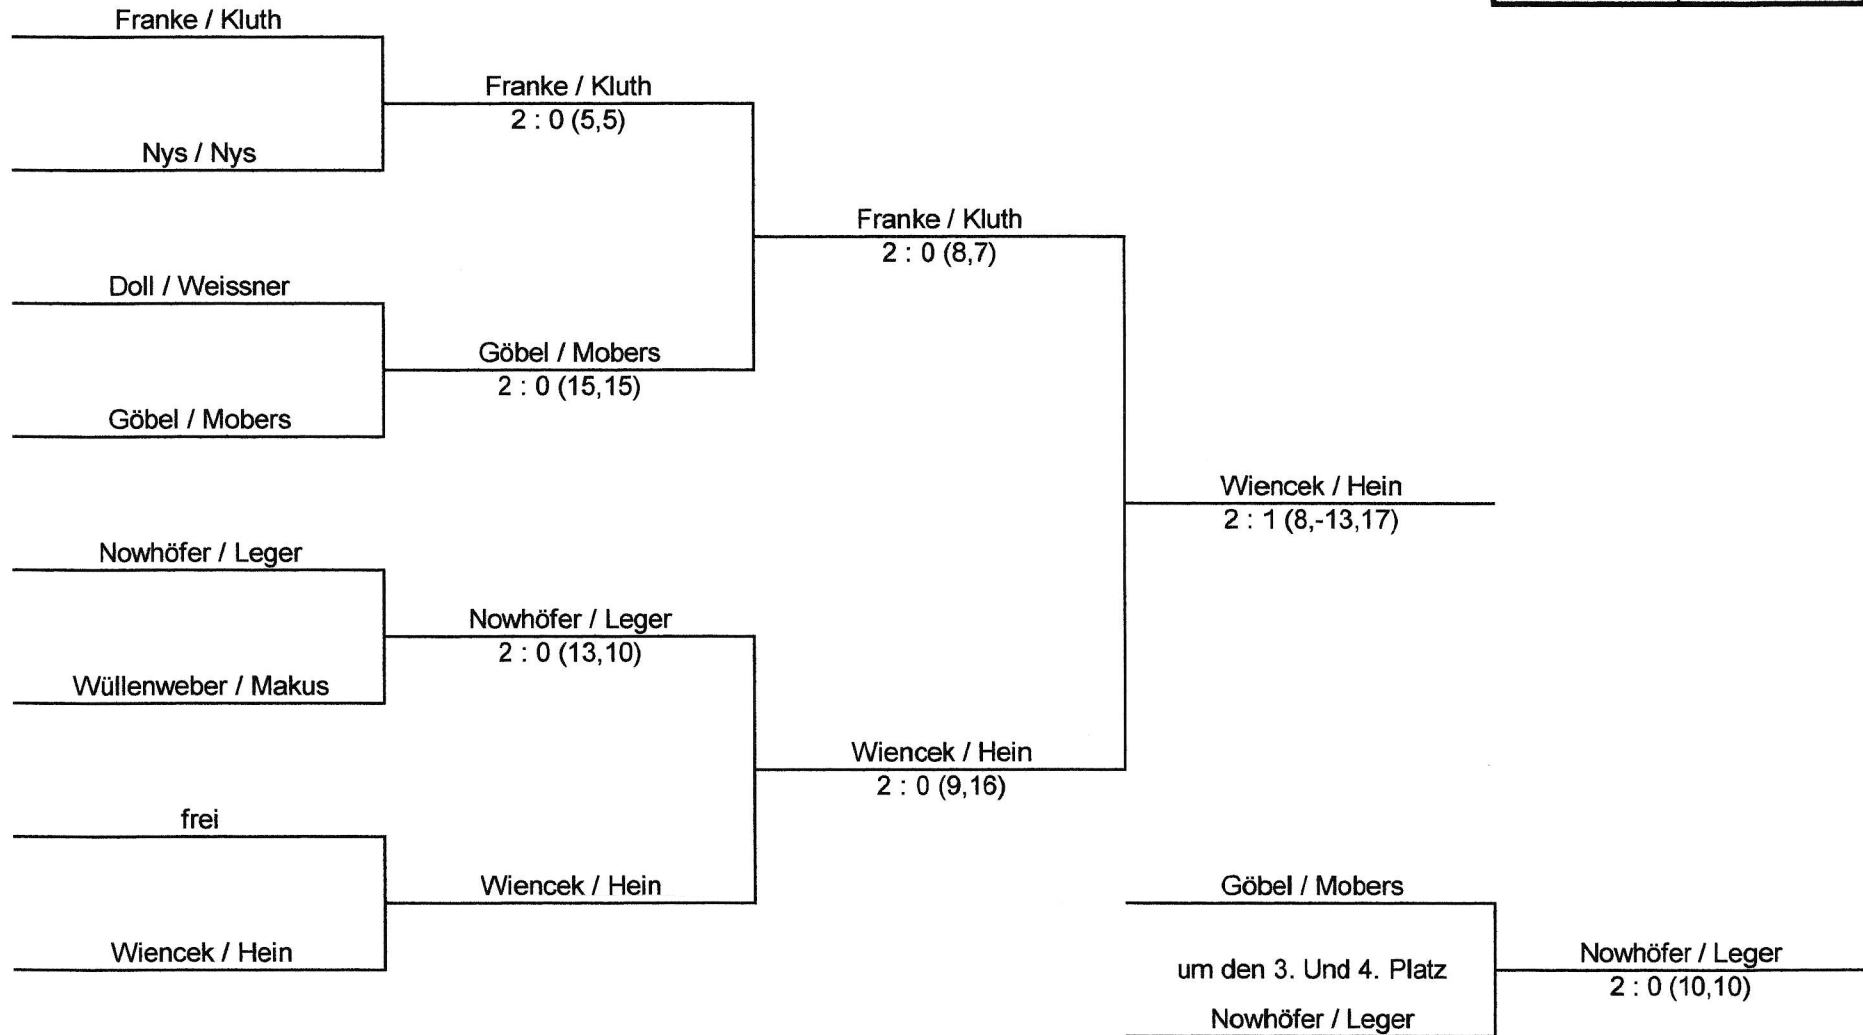 Franke / Kluth
Nys / Nys
Doll / Weissner
Göbel / Mobers
Nowhöfer / Leger
Wüllenweber / Makus
frei
Wiencek / Hein
Franke / Kluth
2 : 0 (5,5)
Göbel / Mobers
2 : 0 (15,15)
Nowhöfer / Leger
2 : 0 (13,10)
Wiencek / Hein
Franke / Kluth
2 : 0 (8,7)
Wiencek / Hein
2 : 0 (9,16)
Wiencek / Hein
2 : 1 (8,-13,17)
Göbel / Mobers
um den 3. Und 4. Platz
Nowhöfer / Leger
Nowhöfer / Leger
2 : 0 (10,10)